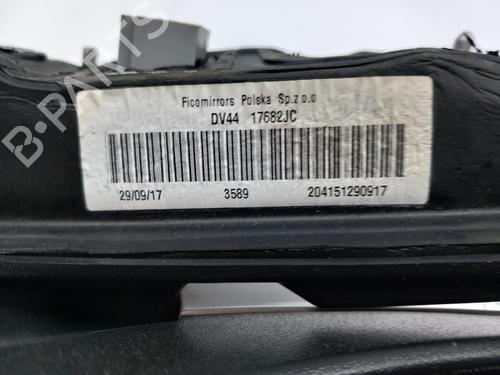 Ficomirrors Polska Sp.z o.o
DV44 17682JC
29/09/17 3589 204151290917
B-PARTS